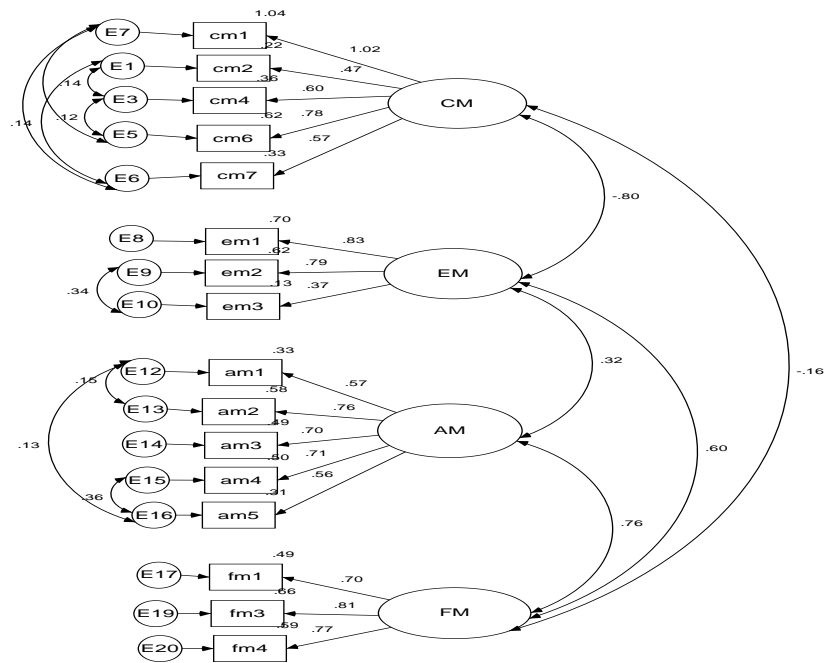 1.04
E7 cm1
.22 1.02
E1 cm2 .47
.14 .36
E3 cm4 .60
CM
.14 .12 .62 .78
E5 cm6
.57
.33
E6 cm7
-.80
.70
E8 em1 .83
.62
E9 em2 .79
EM
.34 .13 .37
E10 em3
.33
.32
E12 am1
-.16
.15 .58 .57
E13 am2 .76
.49
.13 E14 am3 .70
AM
.50 .71
E15 am4 .56
.36 .31
E16 am5
.60
.76
.49
E17 fm1 .70
.66
E19 fm3 .81
FM
.59 .77
E20 fm4